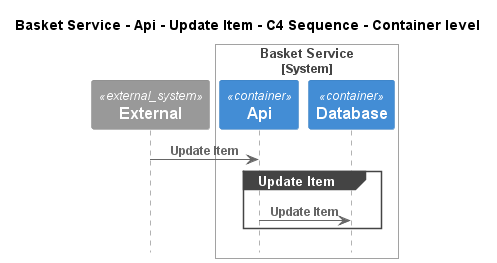 Basket Service - Api - Update Item - C4 Sequence - Container level
Basket Service
[System]
«external_system»
External
«container»
Api
«container»
Database
Update Item
Update Item
Update Item